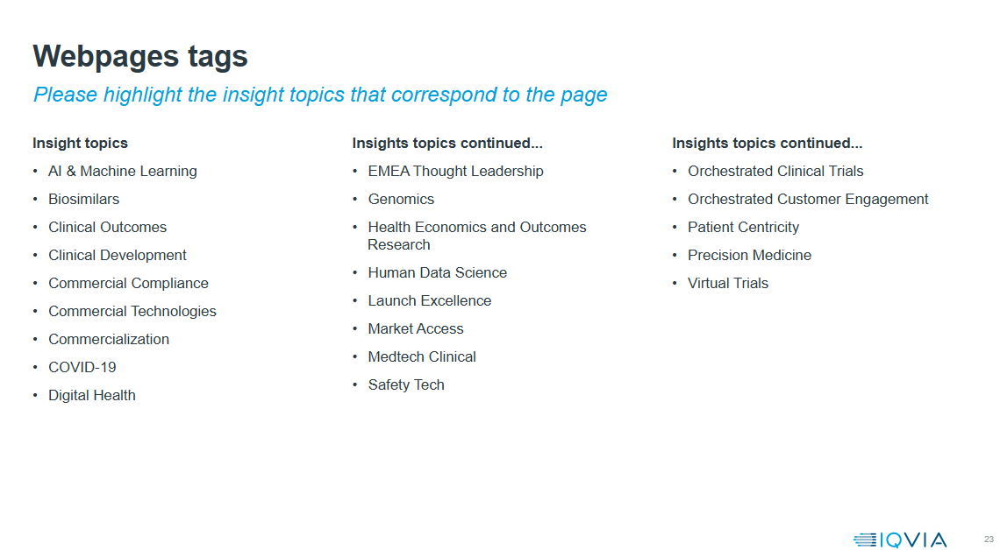 Webpages tags
Please highlight the insight topics that correspond to the page
Insight topics
• AI & Machine Learning
• Biosimilars
• Clinical Outcomes
• Clinical Development
• Commercial Compliance
• Commercial Technologies
• Commercialization
• COVID-19
• Digital Health
Insights topics continued...
• EMEA Thought Leadership
• Genomics
• Health Economics and Outcomes
Research
• Human Data Science
• Launch Excellence
• Market Access
• Medtech Clinical
• Safety Tech
Insights topics continued...
• Orchestrated Clinical Trials
• Orchestrated Customer Engagement
• Patient Centricity
• Precision Medicine
• Virtual Trials
IQVIA
23